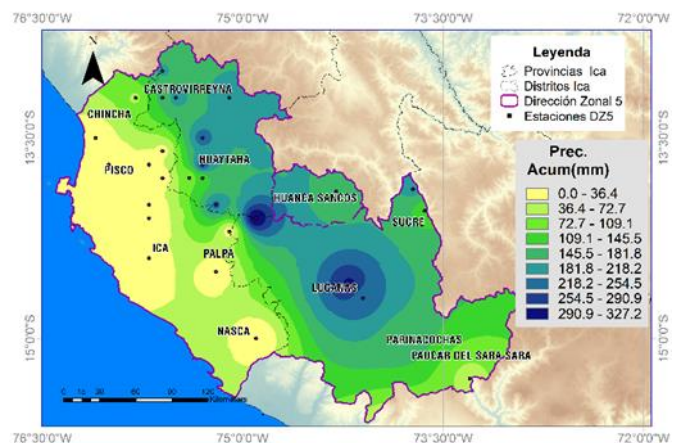 76°30'0"O 75°0'0"O 73°30'0"O 72°0'0"O
N
Leyenda
Provincias Ica
Distritos Ica
Dirección Zonal 5
Estaciones DZ5
Prec.
Acum(mm)
0.0 - 36.4
36.4 - 72.7
72.7 - 109.1
109.1 - 145.5
145.5 - 181.8
181.8 - 218.2
218.2 - 254.5
254.5 - 290.9
290.9 - 327.2
CASTROVIRREYNA
CHINCHA
13°30'0"S
13°30'0"S
HUAYTARA
PISCO
HUANCA SANCOS
SUCRE
ICA
PALPA
LUCANAS
NASCA
PARINACOCHAS
PAUCAR DEL SARA SARA
15°0'0"S
15°0'0"S
Kilometers
76°30'0"O 75°0'0"O 73°30'0"O 72°0'0"O